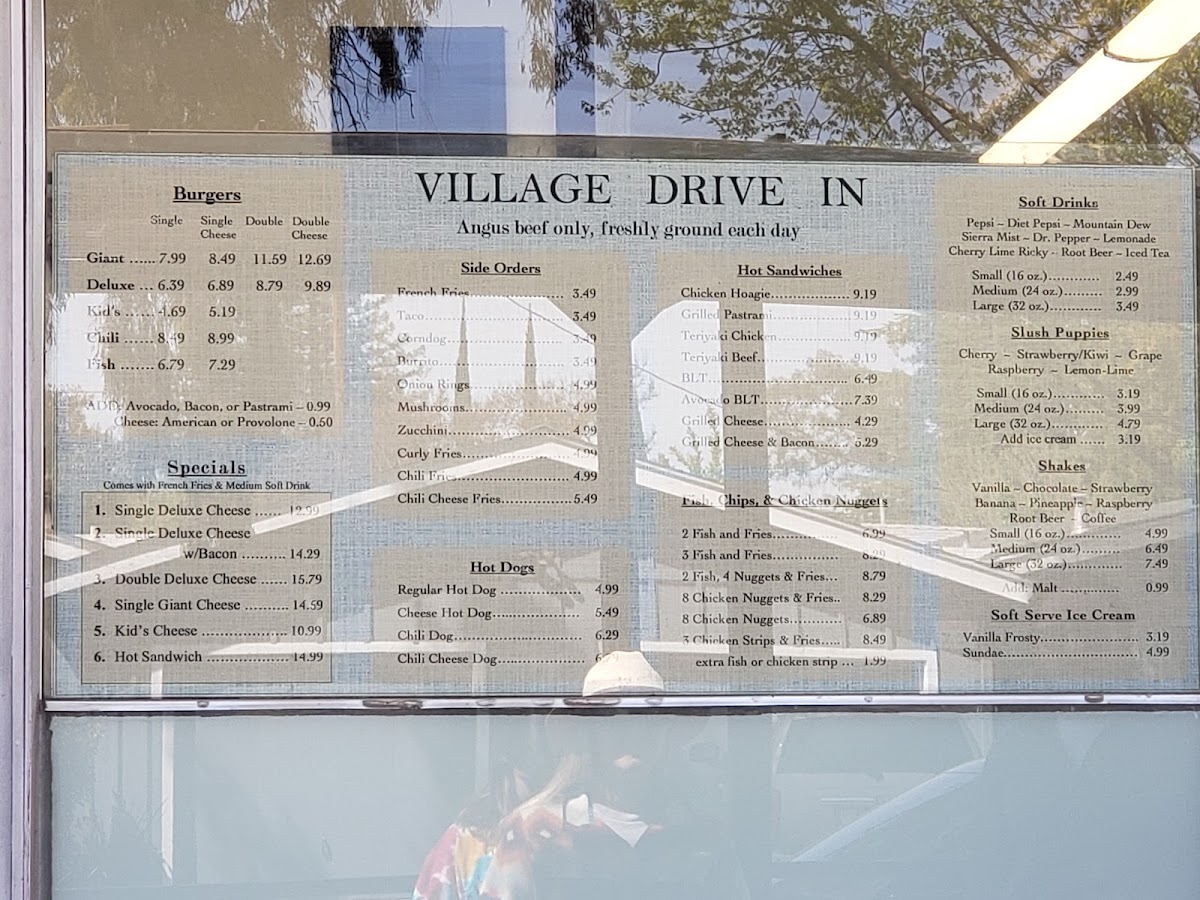 VILLAGE DRIVE IN
Angus beef only, freshly ground each day
Burgers
Single Single Cheese Double Double Cheese
Giant ...... 7.99 8.49 11.59 12.69
Deluxe ... 6.39 6.89 8.79 9.89
Kid's ...... 4.69 5.19
Chili ...... 8.49 8.99
Fish ....... 6.79 7.29
ADD: Avocado, Bacon, or Pastrami – 0.99
Cheese: American or Provolone – 0.50
Specials
Comes with French Fries & Medium Soft Drink
1. Single Deluxe Cheese ...... 12.99
2. Single Deluxe Cheese
w/Bacon .......... 14.29
3. Double Deluxe Cheese ...... 15.79
4. Single Giant Cheese .......... 14.59
5. Kid's Cheese .................... 10.99
6. Hot Sandwich ................... 14.99
Side Orders
French Fries........................ 3.49
Taco.................................... 3.49
Corndog.............................. 3.49
Burrito................................ 3.49
Onion Rings........................ 4.99
Mushrooms......................... 4.99
Zucchini.............................. 4.99
Curly Fries.......................... 4.99
Chili Fries........................... 4.99
Chili Cheese Fries................ 5.49
Hot Dogs
Regular Hot Dog .................. 4.99
Cheese Hot Dog.................... 5.49
Chili Dog.............................. 6.29
Chili Cheese Dog...................
Hot Sandwiches
Chicken Hoagie.................. 9.19
Grilled Pastrami................. 9.19
Teriyaki Chicken................ 9.19
Teriyaki Beef...................... 9.19
BLT.................................... 6.49
Avocado BLT...................... 7.39
Grilled Cheese.................... 4.29
Grilled Cheese & Bacon....... 5.29
Fish, Chips, & Chicken Nuggets
2 Fish and Fries................... 6.99
3 Fish and Fries................... 8.29
2 Fish, 4 Nuggets & Fries... 8.79
8 Chicken Nuggets & Fries.. 8.29
8 Chicken Nuggets............... 6.89
3 Chicken Strips & Fries..... 8.49
extra fish or chicken strip ... 1.99
Soft Drinks
Pepsi ~ Diet Pepsi ~ Mountain Dew
Sierra Mist ~ Dr. Pepper ~ Lemonade
Cherry Lime Ricky ~ Root Beer ~ Iced Tea
Small (16 oz.)............. 2.49
Medium (24 oz.).......... 2.99
Large (32 oz.)............. 3.49
Slush Puppies
Cherry ~ Strawberry/Kiwi ~ Grape
Raspberry ~ Lemon-Lime
Small (16 oz.)............. 3.19
Medium (24 oz.).......... 3.99
Large (32 oz.)............. 4.79
Add ice cream ...... 3.19
Shakes
Vanilla ~ Chocolate ~ Strawberry
Banana ~ Pineapple ~ Raspberry
Root Beer Coffee
Small (16 oz.)............. 4.99
Medium (24 oz.).......... 6.49
Large (32 oz.)............. 7.49
Add: Malt .............. 0.99
Soft Serve Ice Cream
Vanilla Frosty........................ 3.19
Sundae.................................. 4.99